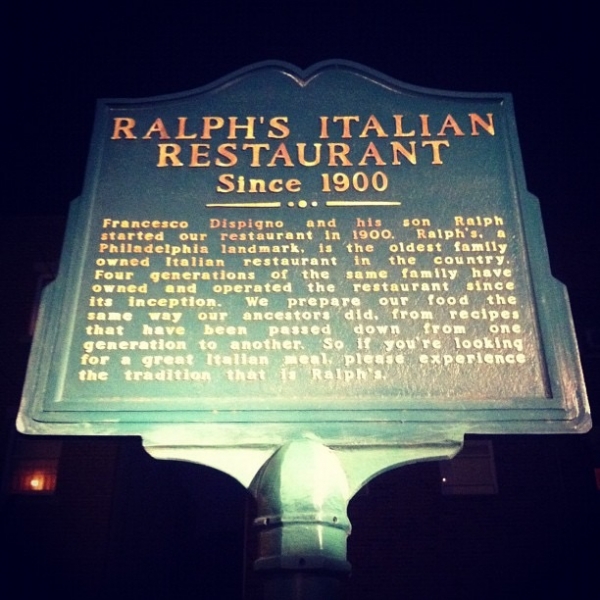 RALPH'S ITALIAN
RESTAURANT
Since 1900
Francesco Dispigno and his son Ralph
started our restaurant in 1900. Ralph's, a
Philadelphia landmark, is the oldest family
owned Italian restaurant in the country.
Four generations of the same family have
owned and operated the restaurant since
its inception. We prepare our food the
same way our ancestors did, from recipes
that have been passed down from one
generation to another. So if you're looking
for a great Italian meal, please experience
the tradition that is Ralph's.